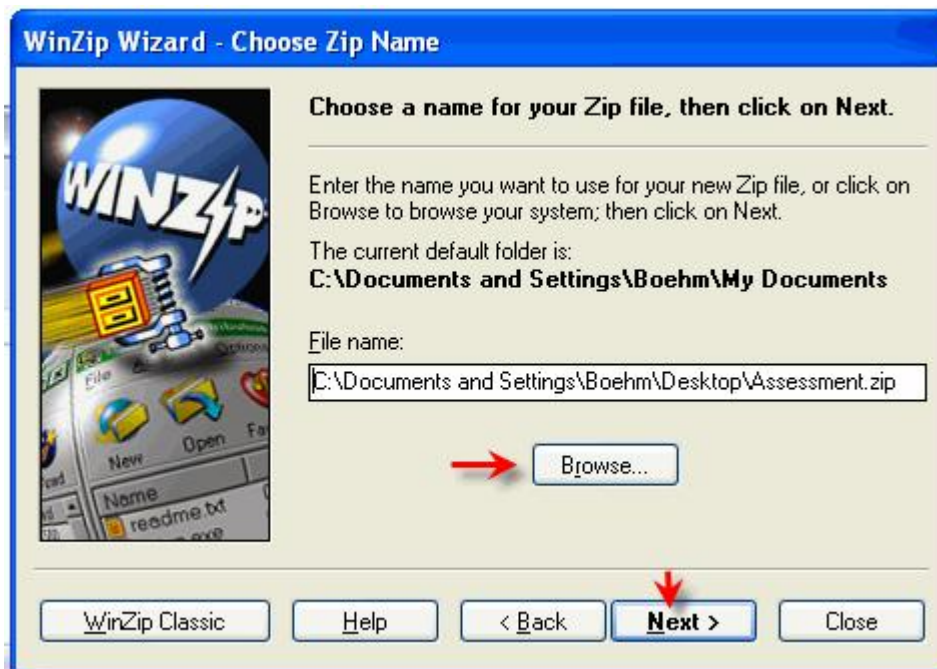 WinZip Wizard - Choose Zip Name
WINZIP
File
Options
New
Open
Name
readme.txt
Choose a name for your Zip file, then click on Next.
Enter the name you want to use for your new Zip file, or click on
Browse to browse your system; then click on Next.
The current default folder is:
C:\Documents and Settings\Boehm\My Documents
File name:
C:\Documents and Settings\Boehm\Desktop\Assessment.zip
Browse...
WinZip Classic
Help
< Back
Next >
Close